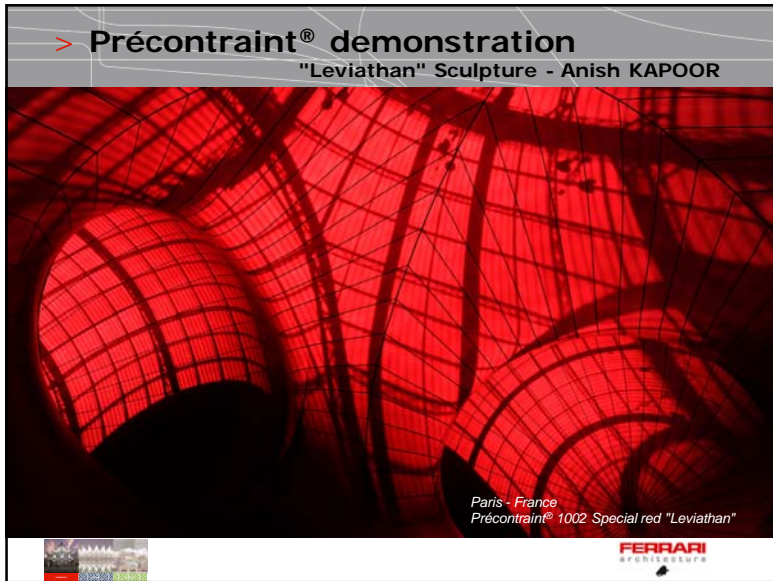 > Précontraint® demonstration
"Leviathan" Sculpture - Anish KAPOOR
Paris - France
Précontraint® 1002 Special red "Leviathan"
FERRARI
architecture